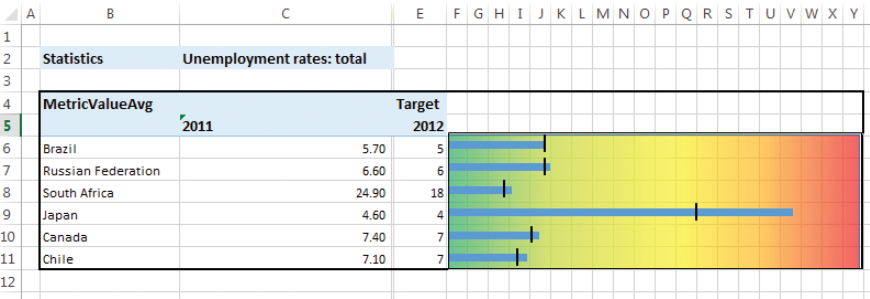 A B C E F G H I J K L M N O P Q R S T U V W X Y
1
2 Statistics Unemployment rates: total
3
4 MetricValueAvg Target
5 2011 2012
6 Brazil 5.70 5
7 Russian Federation 6.60 6
8 South Africa 24.90 18
9 Japan 4.60 4
10 Canada 7.40 7
11 Chile 7.10 7
12